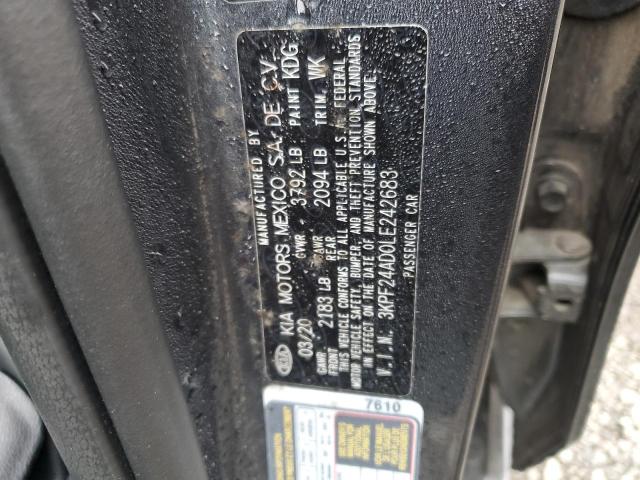 MANUFACTURED BY
KIA KIA MOTORS MEXICO S.A. DE C.V.
03/20 GVWR 3792 LB PAINT KDG
GAWR FRONT 2183 LB GAWR REAR 2094 LB TRIM. WK
THIS VEHICLE CONFORMS TO ALL APPLICABLE U.S. FEDERAL
MOTOR VEHICLE SAFETY, BUMPER, AND THEFT PREVENTION STANDARDS
IN EFFECT ON THE DATE OF MANUFACTURE SHOWN ABOVE.
V.I.N. 3KPF24AD0LE242683
PASSENGER CAR
7610